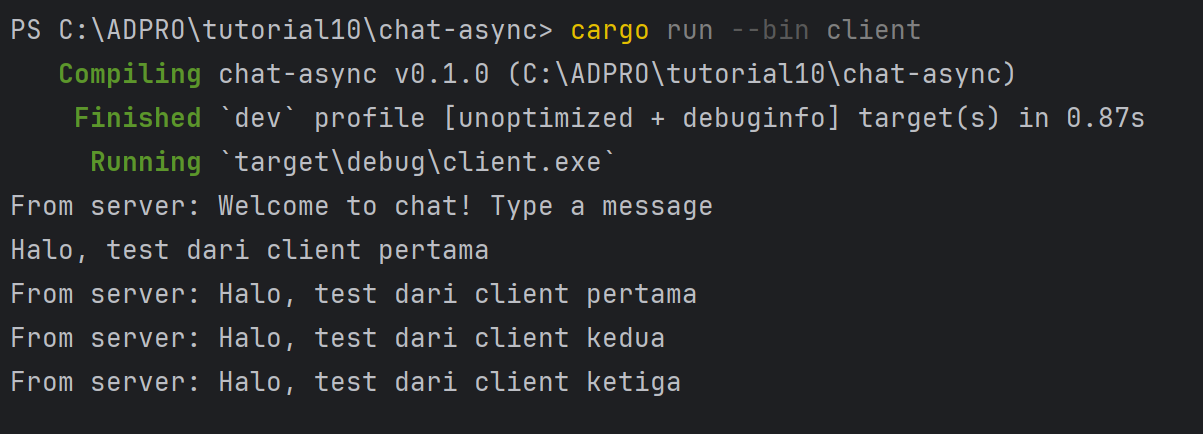 PS C:\ADPRO\tutorial10\chat-async> cargo run --bin client
   Compiling chat-async v0.1.0 (C:\ADPRO\tutorial10\chat-async)
    Finished `dev` profile [unoptimized + debuginfo] target(s) in 0.87s
     Running `target\debug\client.exe`
From server: Welcome to chat! Type a message
Halo, test dari client pertama
From server: Halo, test dari client pertama
From server: Halo, test dari client kedua
From server: Halo, test dari client ketiga